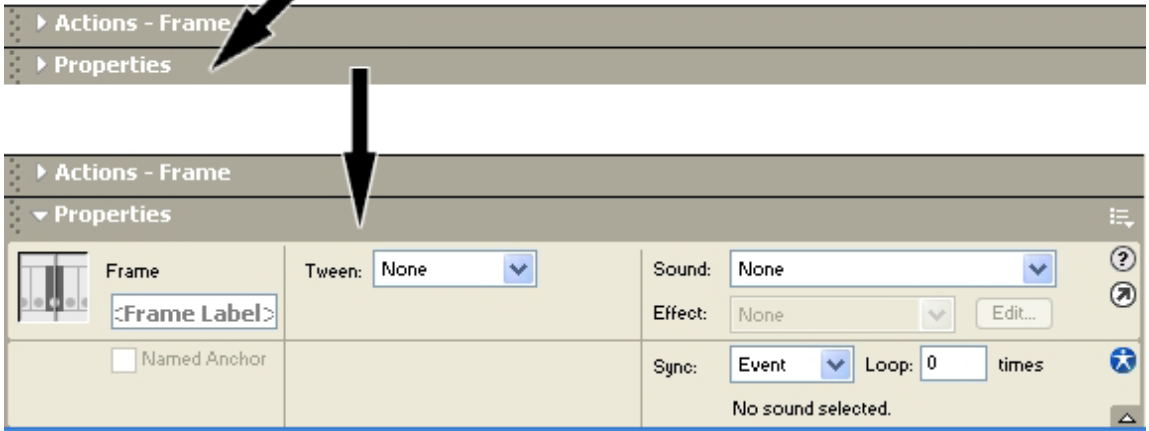 Actions - Frame
Properties
Actions - Frame
Properties
Frame
Tween: None
Sound: None
<Frame Label>
Effect: None Edit...
Named Anchor
Sync: Event Loop: 0 times
No sound selected.